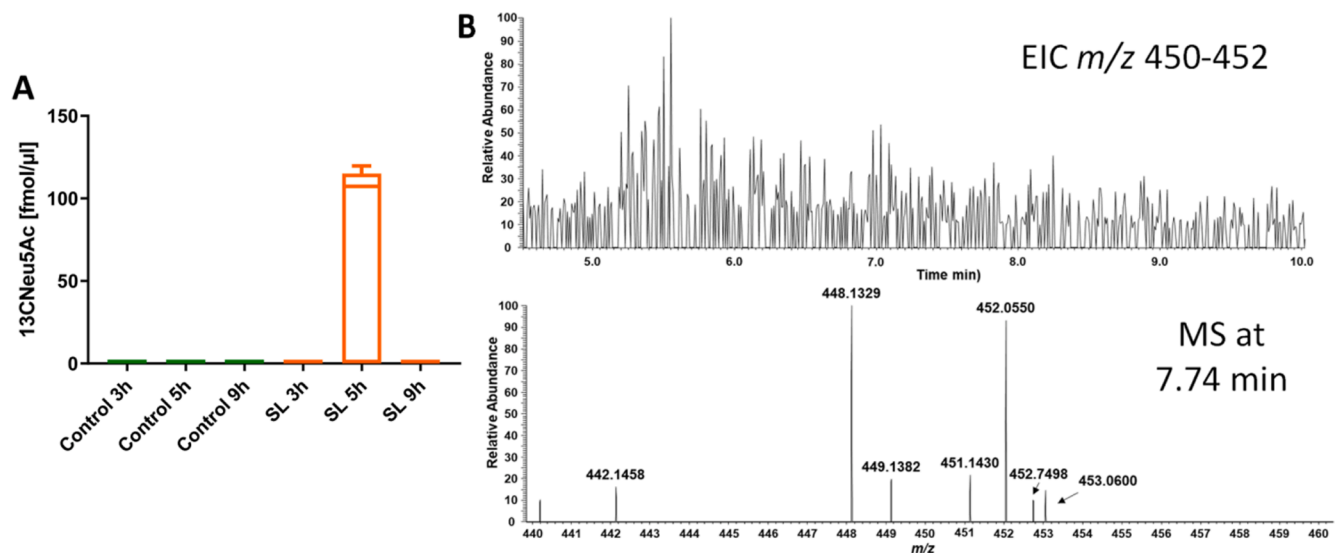 A
13CNeu5Ac [fmol/µl]
150
100
50
0
Control 3h
Control 5h
Control 9h
SL 3h
SL 5h
SL 9h
B
EIC m/z 450-452
Relative Abundance
100
90
80
70
60
50
40
30
20
10
0
5.0 6.0 7.0 8.0 9.0 10.0
Time min)
MS at
7.74 min
Relative Abundance
100
90
80
70
60
50
40
30
20
10
0
442.1458
448.1329
449.1382
451.1430
452.0550
452.7498
453.0600
440 441 442 443 444 445 446 447 448 449 450 451 452 453 454 455 456 457 458 459 460
m/z